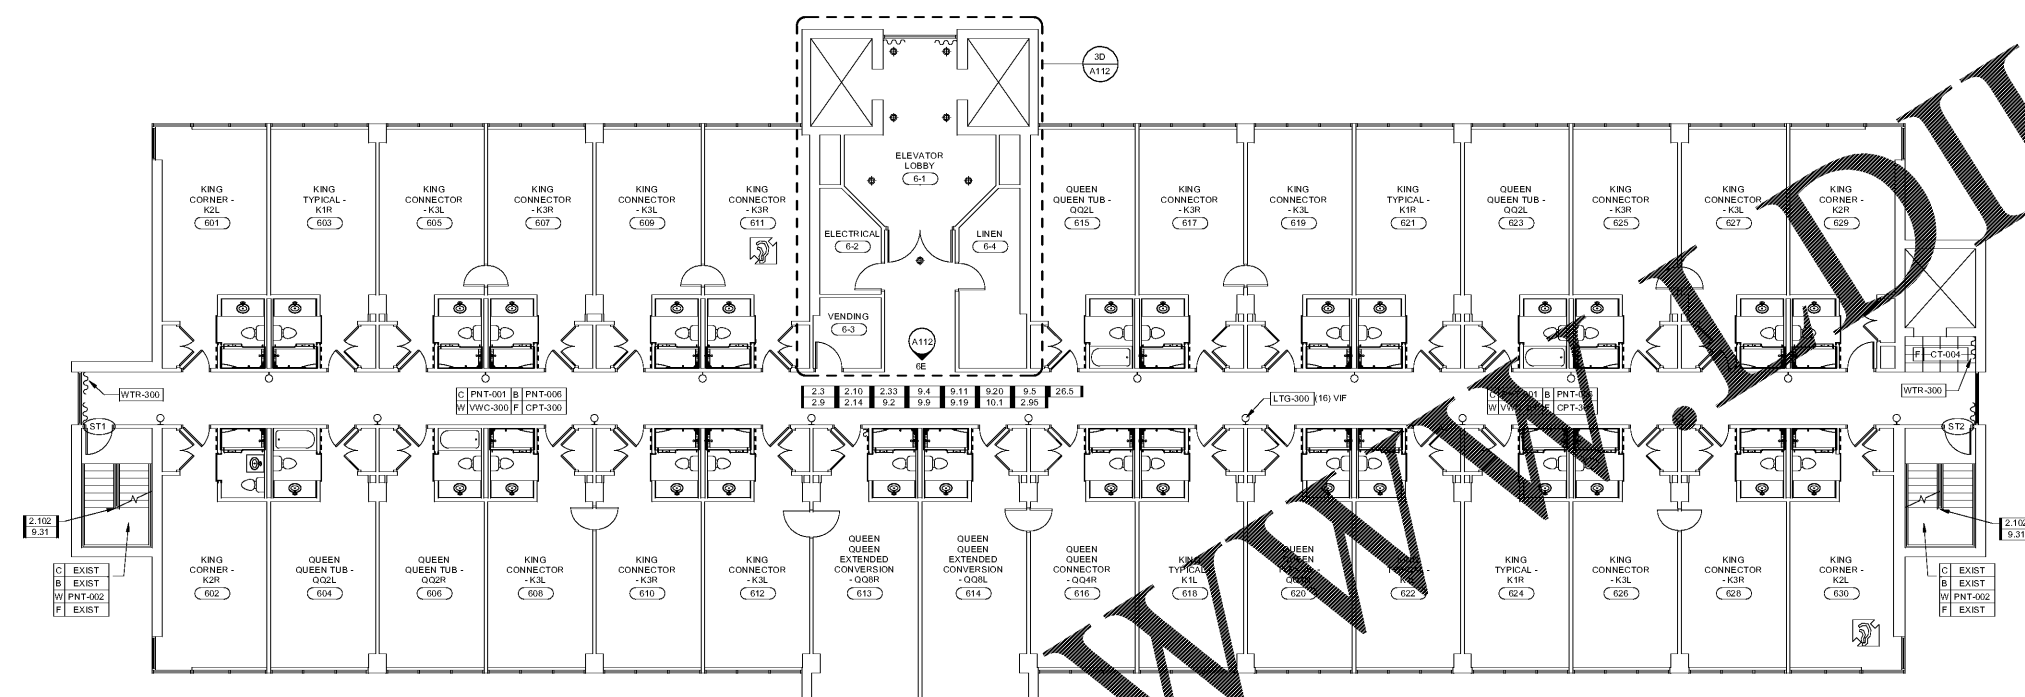 3D
A112
ELEVATOR
LOBBY
6-1
KING
CORNER -
K2L
601
KING
TYPICAL -
K1R
603
KING
CONNECTOR
- K3L
605
KING
CONNECTOR
- K3R
607
KING
CONNECTOR
- K3L
609
KING
CONNECTOR
- K3R
611
ELECTRICAL
6-2
LINEN
6-4
VENDING
6-3
A112
6E
QUEEN
QUEEN TUB -
QQ2L
615
KING
CONNECTOR
- K3R
617
KING
CONNECTOR
- K3L
619
KING
TYPICAL -
K1R
621
QUEEN
QUEEN TUB -
QQ2L
623
KING
CONNECTOR
- K3R
625
KING
CONNECTOR
- K3L
627
KING
CORNER -
K2R
629
F CT-004
WTR-300
WTR-300
C PNT-001 B PNT-006
W VWC-300 F CPT-300
2.3 2.10 2.33 9.4 9.11 9.20 9.5 26.5
2.9 2.14 9.2 9.9 9.19 10.1 2.95
LTG-300 (16) VIF
ST1
ST2
2.102
9.31
2.102
9.31
C EXIST
B EXIST
W PNT-002
F EXIST
KING
CORNER -
K2R
602
QUEEN
QUEEN TUB -
QQ2L
604
QUEEN
QUEEN TUB -
QQ2R
606
KING
CONNECTOR
- K3L
608
KING
CONNECTOR
- K3R
610
KING
CONNECTOR
- K3L
612
QUEEN
QUEEN
EXTENDED
CONVERSION
- QQ8R
613
QUEEN
QUEEN
EXTENDED
CONVERSION
- QQ8L
614
QUEEN
QUEEN
CONNECTOR
- QQ4R
616
KING
TYPICAL -
K1L
618
620
622
KING
TYPICAL -
K1R
624
KING
CONNECTOR
- K3L
626
KING
CONNECTOR
- K3R
628
KING
CORNER -
K2L
630
C EXIST
B EXIST
W PNT-002
F EXIST